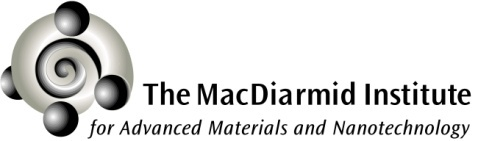 The MacDiarmid Institute
for Advanced Materials and Nanotechnology